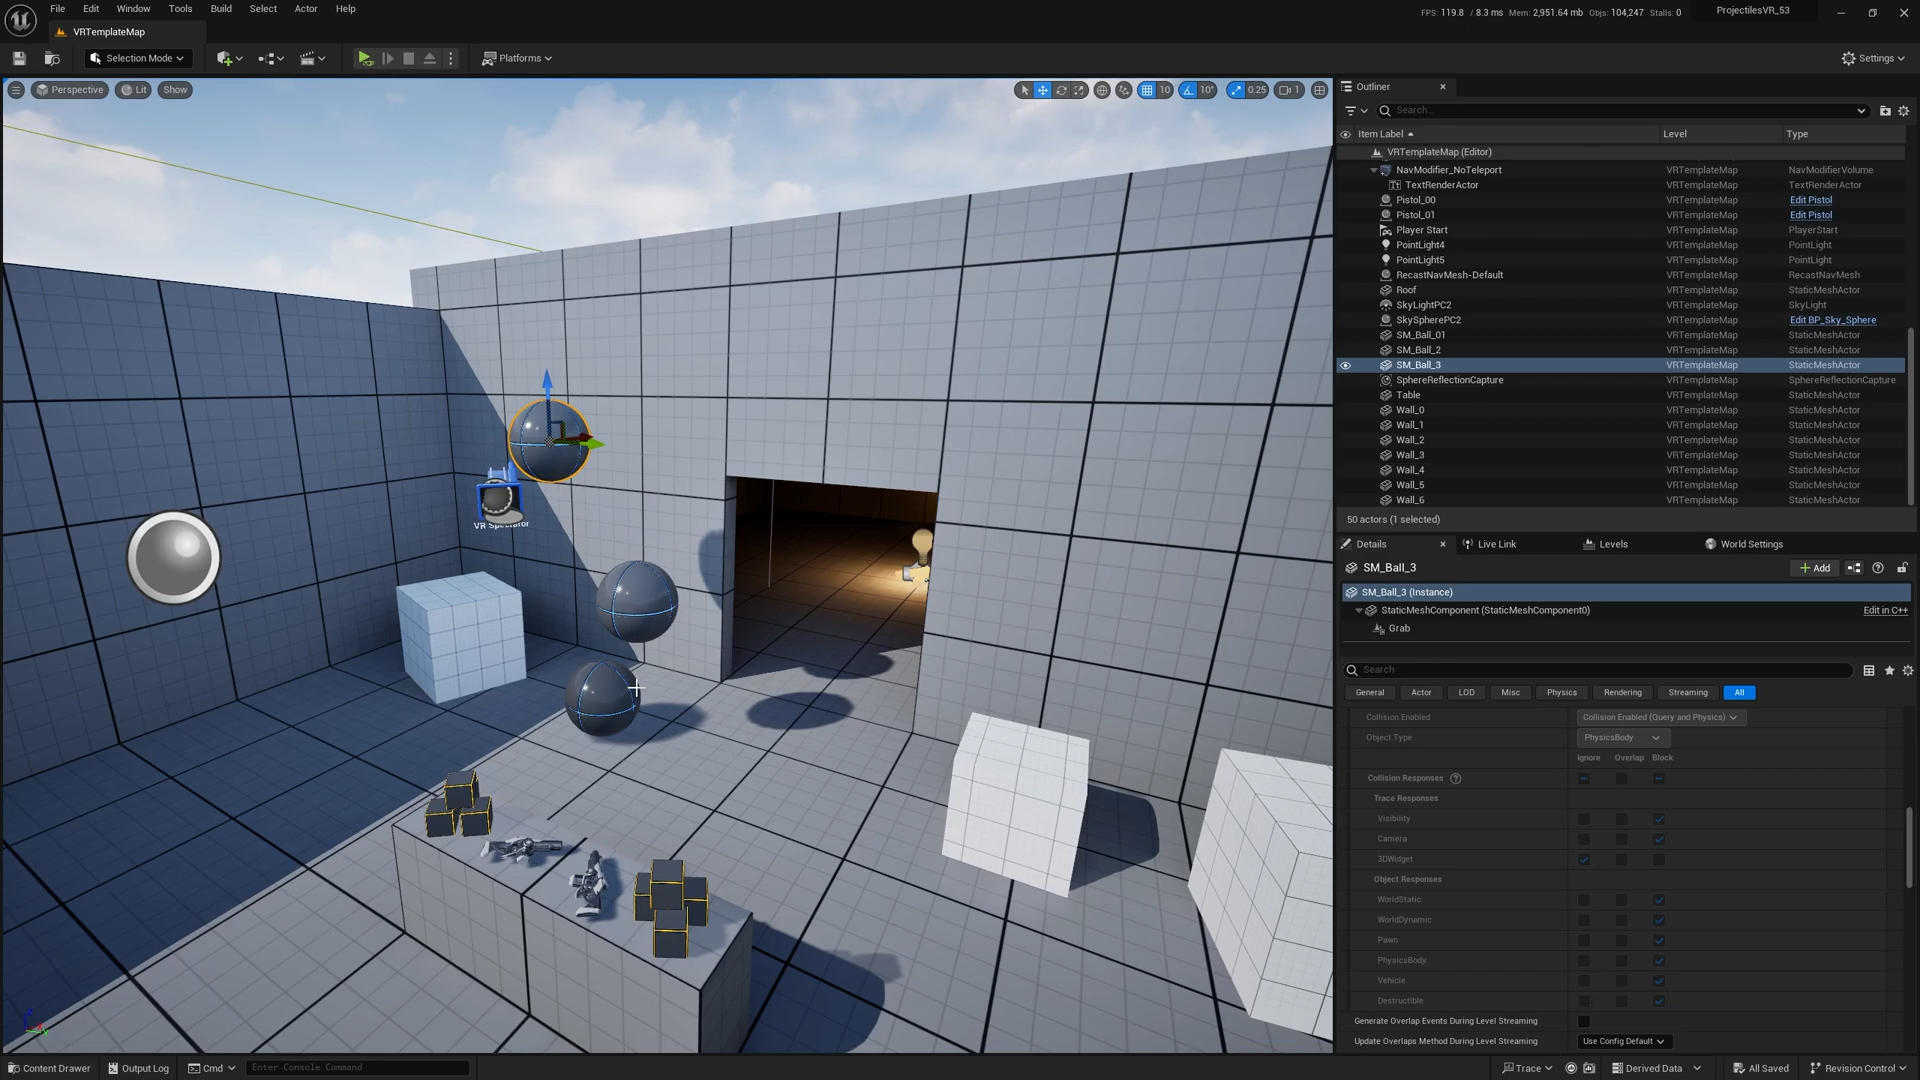 File Edit Window Tools Build Select Actor Help
FPS: 119.8 / 8.3 ms Mem: 2,951.64 mb Objs: 104,247 Stalls: 0
ProjectilesVR_53
VRTemplateMap
Selection Mode
Platforms
Settings
Perspective Lit Show
10 10° 0.25 1
VR Spectator
Outliner
Search...
Item Label Level Type
VRTemplateMap (Editor)
NavModifier_NoTeleport VRTemplateMap NavModifierVolume
TextRenderActor VRTemplateMap TextRenderActor
Pistol_00 VRTemplateMap Edit Pistol
Pistol_01 VRTemplateMap Edit Pistol
Player Start VRTemplateMap PlayerStart
PointLight4 VRTemplateMap PointLight
PointLight5 VRTemplateMap PointLight
RecastNavMesh-Default VRTemplateMap RecastNavMesh
Roof VRTemplateMap StaticMeshActor
SkyLightPC2 VRTemplateMap SkyLight
SkySpherePC2 VRTemplateMap Edit BP_Sky_Sphere
SM_Ball_01 VRTemplateMap StaticMeshActor
SM_Ball_2 VRTemplateMap StaticMeshActor
SM_Ball_3 VRTemplateMap StaticMeshActor
SphereReflectionCapture VRTemplateMap SphereReflectionCapture
Table VRTemplateMap StaticMeshActor
Wall_0 VRTemplateMap StaticMeshActor
Wall_1 VRTemplateMap StaticMeshActor
Wall_2 VRTemplateMap StaticMeshActor
Wall_3 VRTemplateMap StaticMeshActor
Wall_4 VRTemplateMap StaticMeshActor
Wall_5 VRTemplateMap StaticMeshActor
Wall_6 VRTemplateMap StaticMeshActor
50 actors (1 selected)
Details Live Link Levels World Settings
SM_Ball_3
Add
SM_Ball_3 (Instance)
StaticMeshComponent (StaticMeshComponent0) Edit in C++
Grab
Search
General Actor LOD Misc Physics Rendering Streaming All
Collision Enabled Collision Enabled (Query and Physics)
Object Type PhysicsBody
Ignore Overlap Block
Collision Responses
Trace Responses
Visibility
Camera
3DWidget
Object Responses
WorldStatic
WorldDynamic
Pawn
PhysicsBody
Vehicle
Destructible
Generate Overlap Events During Level Streaming
Update Overlaps Method During Level Streaming Use Config Default
Content Drawer Output Log Cmd Enter Console Command
Trace Derived Data All Saved Revision Control